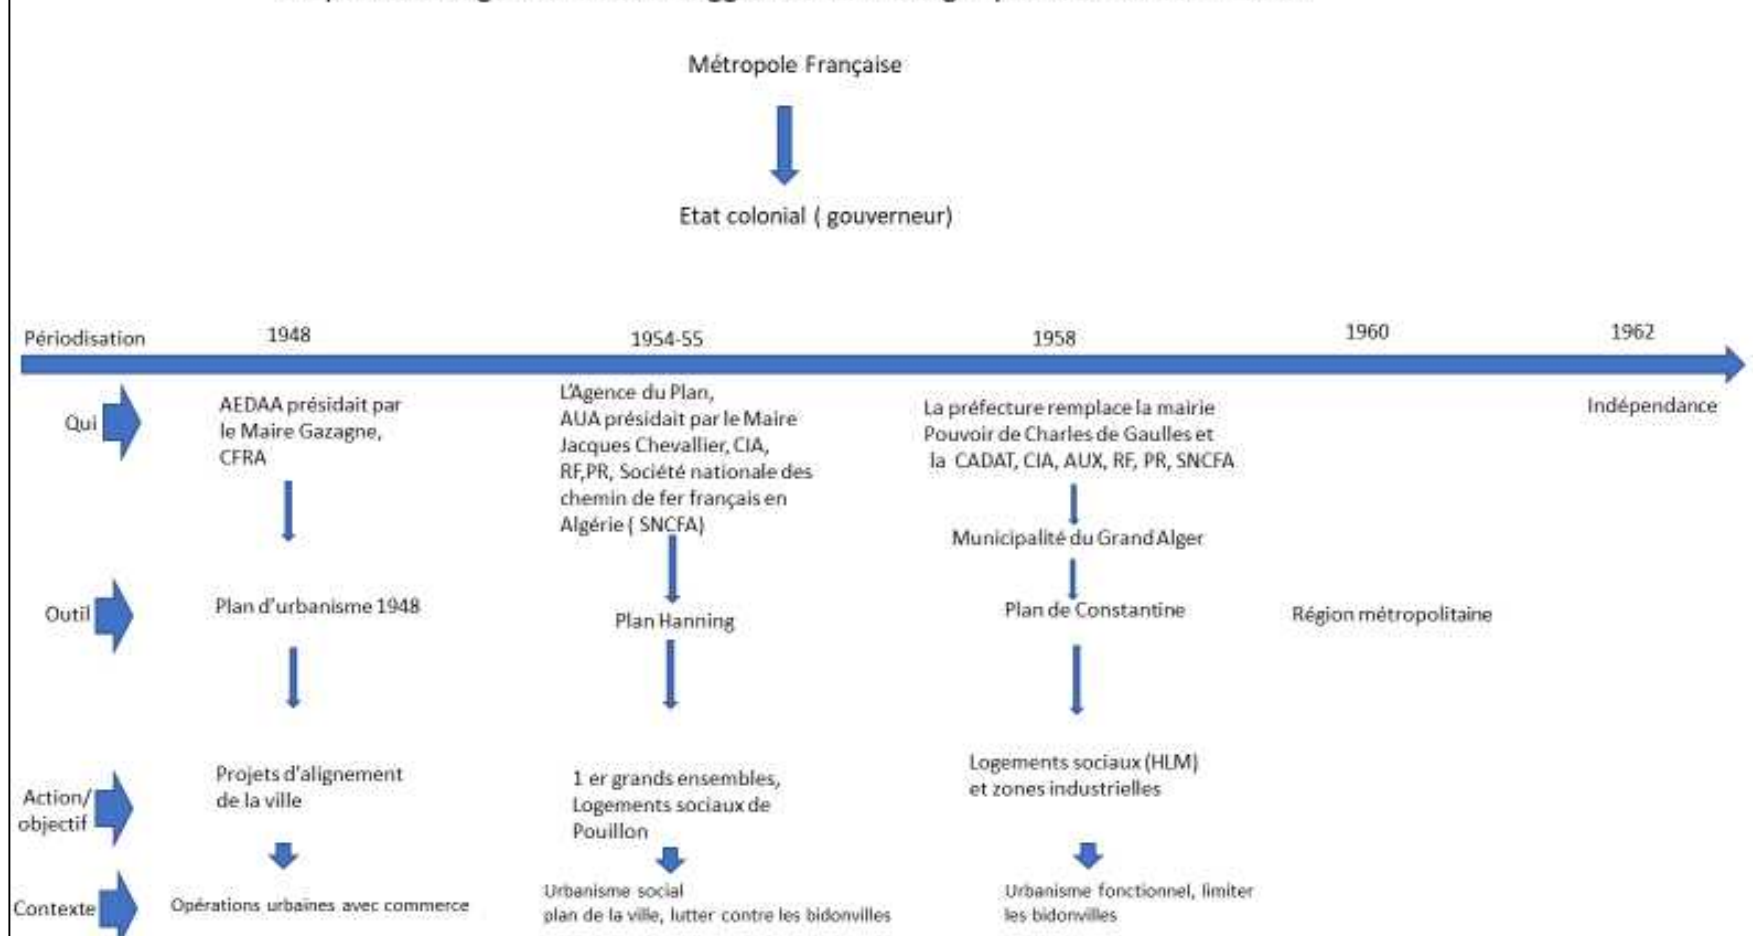 Métropole Française
Etat colonial ( gouverneur)
Périodisation
1948
1954-55
1958
1960
1962
Qui
AEDAA présidait par
le Maire Gazagne,
CFRA
L'Agence du Plan,
AUA présidait par le Maire
Jacques Chevallier, CIA,
RF,PR, Société nationale des
chemin de fer français en
Algérie ( SNCFA)
La préfecture remplace la mairie
Pouvoir de Charles de Gaulles et
la CADAT, CIA, AUX, RF, PR, SNCFA
Municipalité du Grand Alger
Indépendance
Outil
Plan d'urbanisme 1948
Plan Hanning
Plan de Constantine
Région métropolitaine
Action/
objectif
Projets d'alignement
de la ville
1 er grands ensembles,
Logements sociaux de
Pouillon
Logements sociaux (HLM)
et zones industrielles
Contexte
Opérations urbaines avec commerce
Urbanisme social
plan de la ville, lutter contre les bidonvilles
Urbanisme fonctionnel, limiter
les bidonvilles